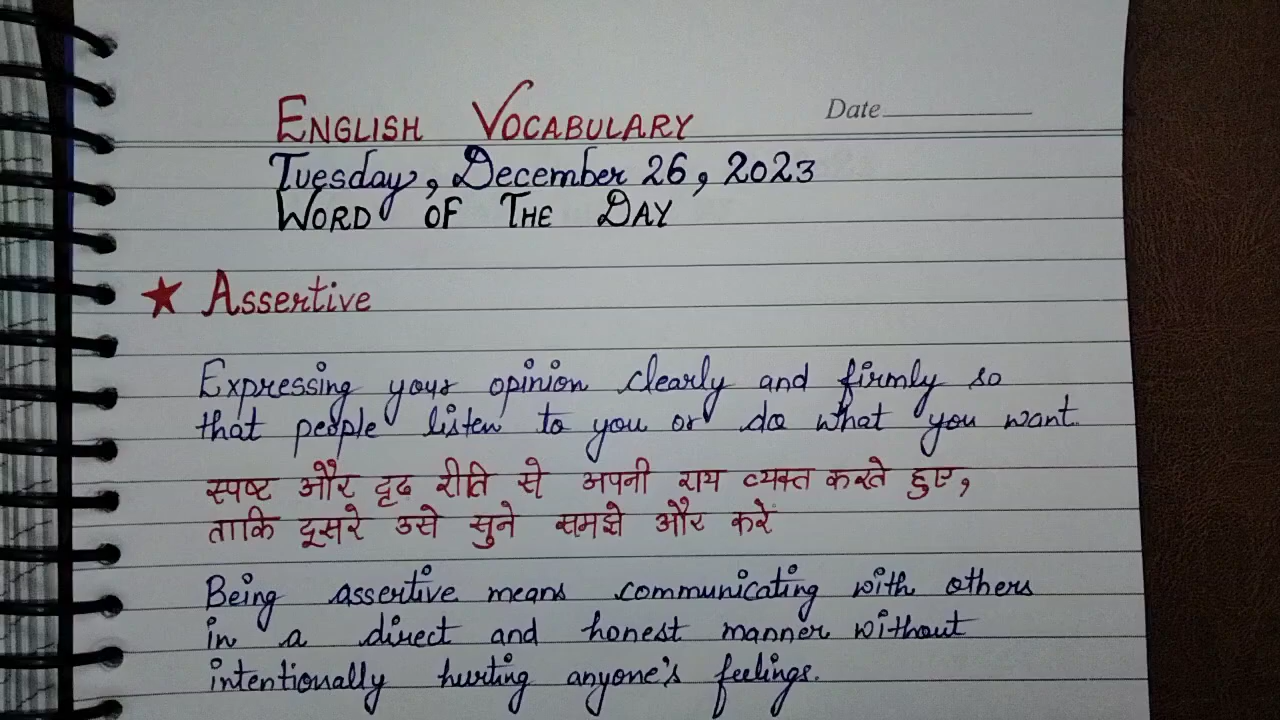 ENGLISH VOCABULARY
Date
Tuesday, December 26, 2023
WORD OF THE DAY
★ Assertive
Expressing your opinion clearly and firmly so
that people listen to you or do what you want.
स्पष्ट और दृढ रीति से अपनी राय व्यक्त करते हुए,
ताकि दूसरे उसे सुने समझे और करें
Being assertive means communicating with others
in a direct and honest manner without
intentionally hurting anyone's feelings.